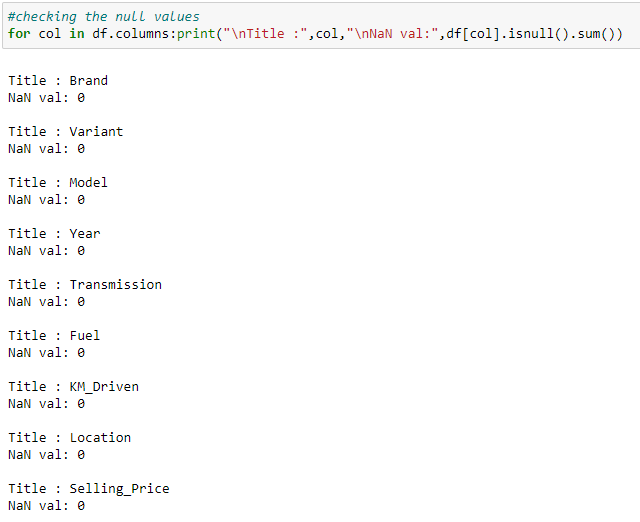 #checking the null values
for col in df.columns:print("\nTitle :",col,"\nNaN val:",df[col].isnull().sum())
Title : Brand
NaN val: 0
Title : Variant
NaN val: 0
Title : Model
NaN val: 0
Title : Year
NaN val: 0
Title : Transmission
NaN val: 0
Title : Fuel
NaN val: 0
Title : KM_Driven
NaN val: 0
Title : Location
NaN val: 0
Title : Selling_Price
NaN val: 0